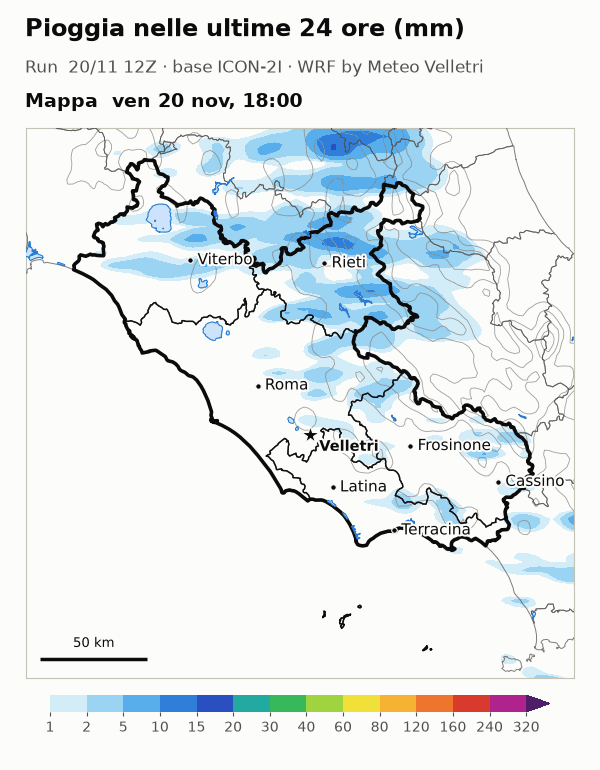 Pioggia nelle ultime 24 ore (mm)
Run 20/11 12Z · base ICON-2I · WRF by Meteo Velletri
Mappa ven 20 nov, 18:00
Viterbo
Rieti
Roma
Velletri
Frosinone
Latina
Cassino
Terracina
50 km
1 2 5 10 15 20 30 40 60 80 120 160 240 320